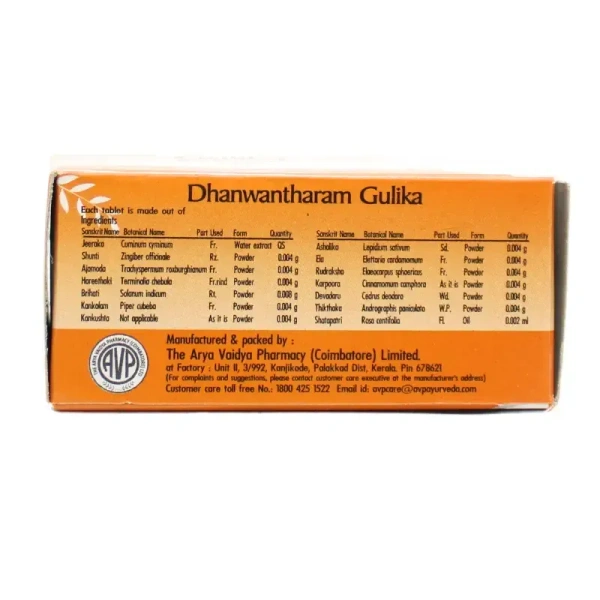 Dhanwantharam Gulika
Each tablet is made out of
Ingredients
Sanskrit Name Botanical Name Part Used Form Quantity
Jeeraka Cuminum cyminum Fr. Water extract QS
Shunti Zingiber officinale Rz. Powder 0.004 g
Ajamoda Trachyspermum roxburghianum Fr. Powder 0.004 g
Hareethaki Terminalia chebula Fr.rind Powder 0.004 g
Brihati Solanum indicum Rt. Powder 0.008 g
Kankolam Piper cubeba Fr. Powder 0.004 g
Kankushta Not applicable As it is Powder 0.004 g
Sanskrit Name Botanical Name Part Used Form Quantity
Ashalika Lepidium sativum Sd. Powder 0.004 g
Ela Elettaria cardamomum Fr. Powder 0.004 g
Rudraksha Elaeocarpus sphaericus Fr. Powder 0.004 g
Karpoora Cinnamomum camphora As it is Powder 0.004 g
Devadaru Cedrus deodara Wd. Powder 0.004 g
Thikthaka Andrographis paniculata W.P. Powder 0.004 g
Shatapatri Rosa centifolia Fl. Oil 0.002 ml
AVP
Manufactured & packed by :
The Arya Vaidya Pharmacy (Coimbatore) Limited.
at Factory : Unit II, 3/992, Kanjikode, Palakkad Dist, Kerala. Pin 678621
(For complaints and suggestions, please contact customer care executive at the manufacturer's address)
Customer care toll free No.: 1800 425 1522 Email id: avpcare@avpayurveda.com